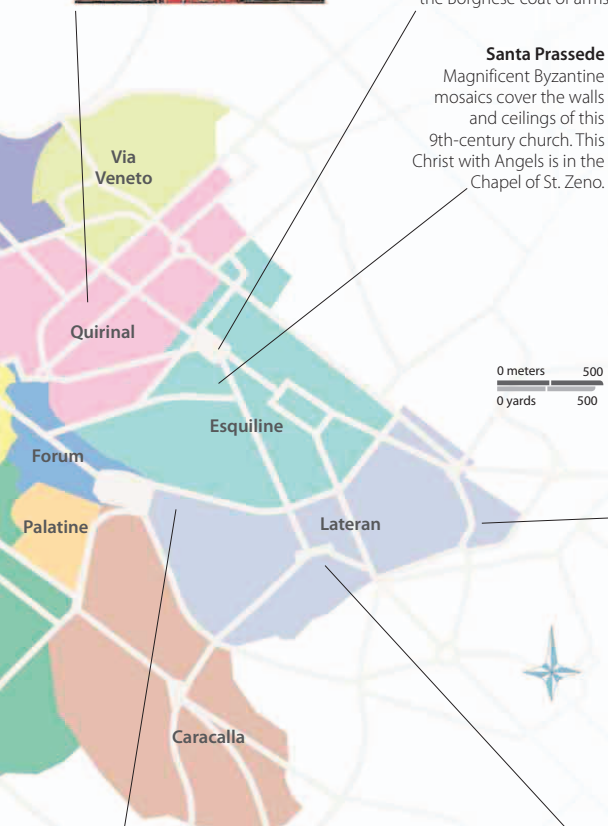 the Borghese coat of arms
Santa Prassede
Magnificent Byzantine
mosaics cover the walls
and ceilings of this
9th-century church. This
Christ with Angels is in the
Chapel of St. Zeno.
Via
Veneto
Quirinal
0 meters 500
0 yards 500
Esquiline
Forum
Palatine
Lateran
Caracalla